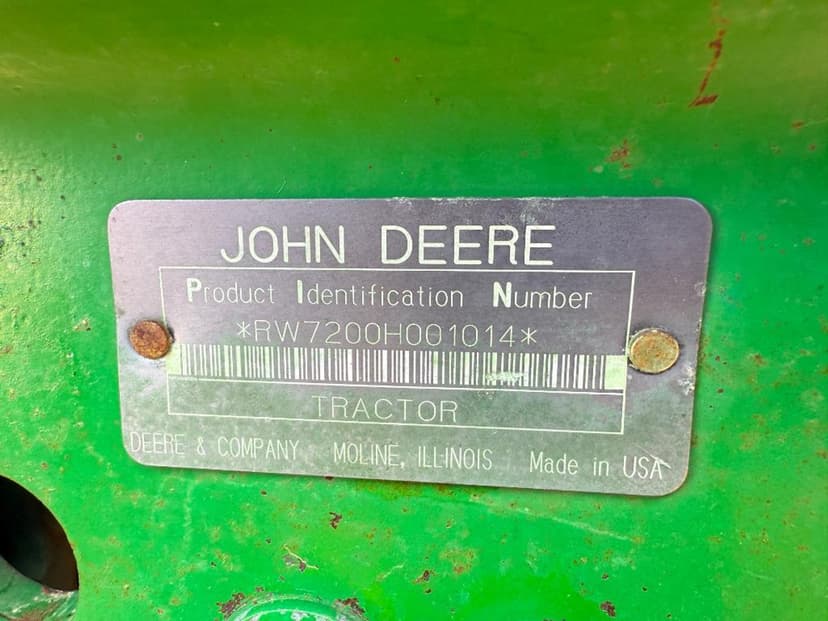 JOHN DEERE
Product Identification Number
*RW7200H001014*
TRACTOR
DEERE & COMPANY MOLINE, ILLINOIS Made in USA